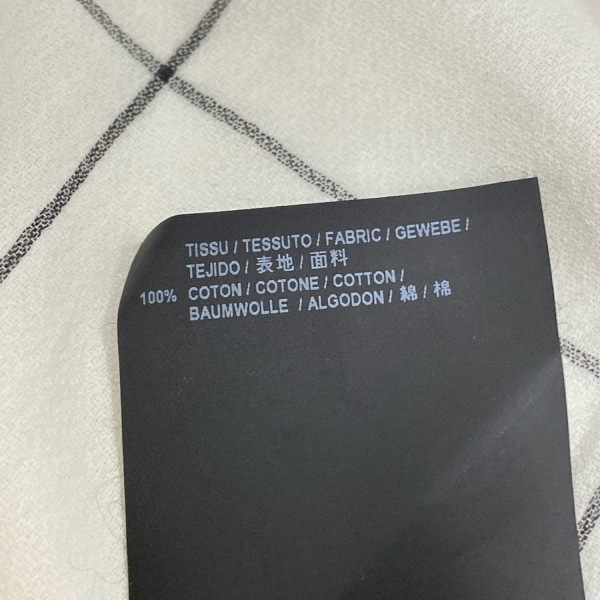 TISSU / TESSUTO / FABRIC / GEWEBE /
TEJIDO / 表地 / 面料
100% COTON / COTONE / COTTON /
BAUMWOLLE / ALGODON / 綿 / 棉